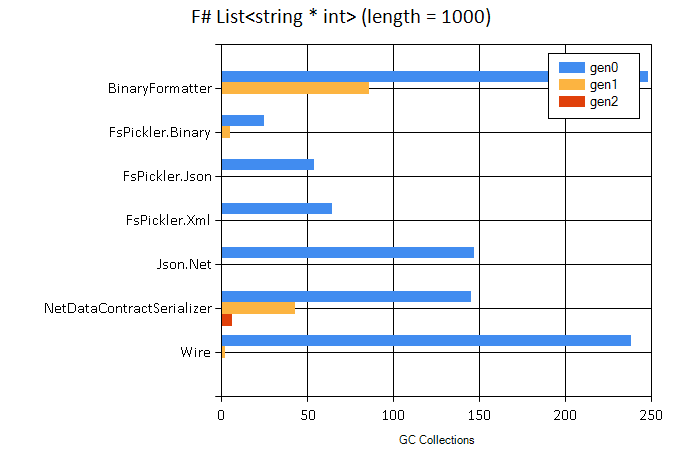 F# List<string * int> (length = 1000)
gen0
gen1
gen2
BinaryFormatter
FsPickler.Binary
FsPickler.Json
FsPickler.Xml
Json.Net
NetDataContractSerializer
Wire
0 50 100 150 200 250
GC Collections